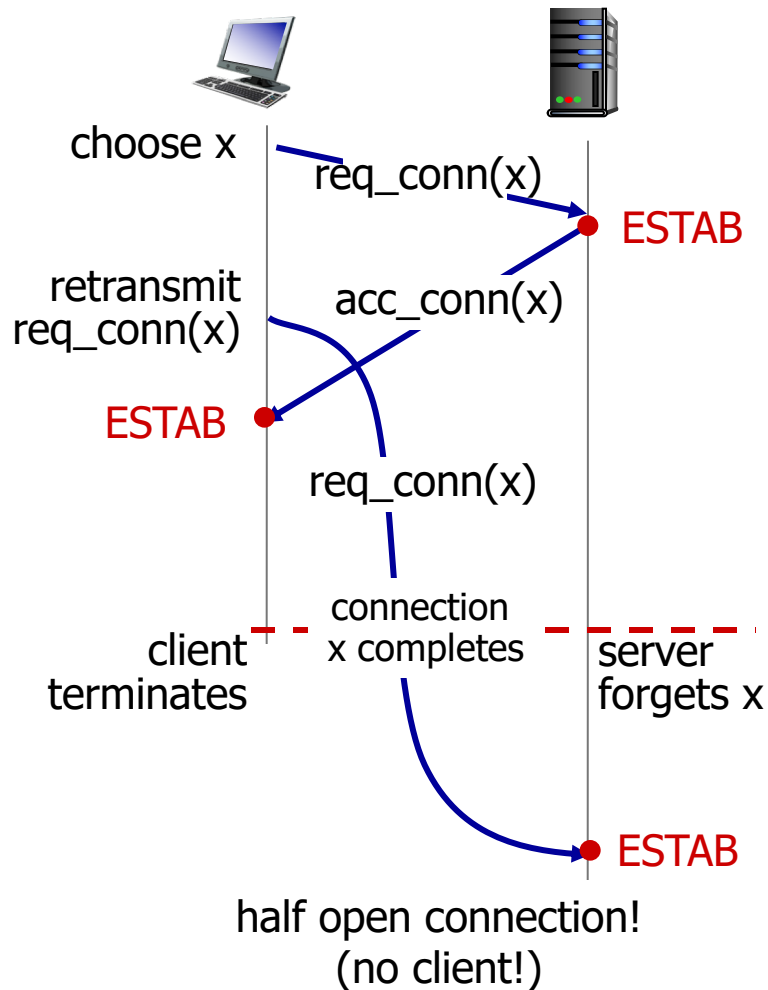 choose x
req_conn(x)
ESTAB
retransmit
req_conn(x)
acc_conn(x)
ESTAB
req_conn(x)
connection
x completes
client
terminates
server
forgets x
ESTAB
half open connection!
(no client!)